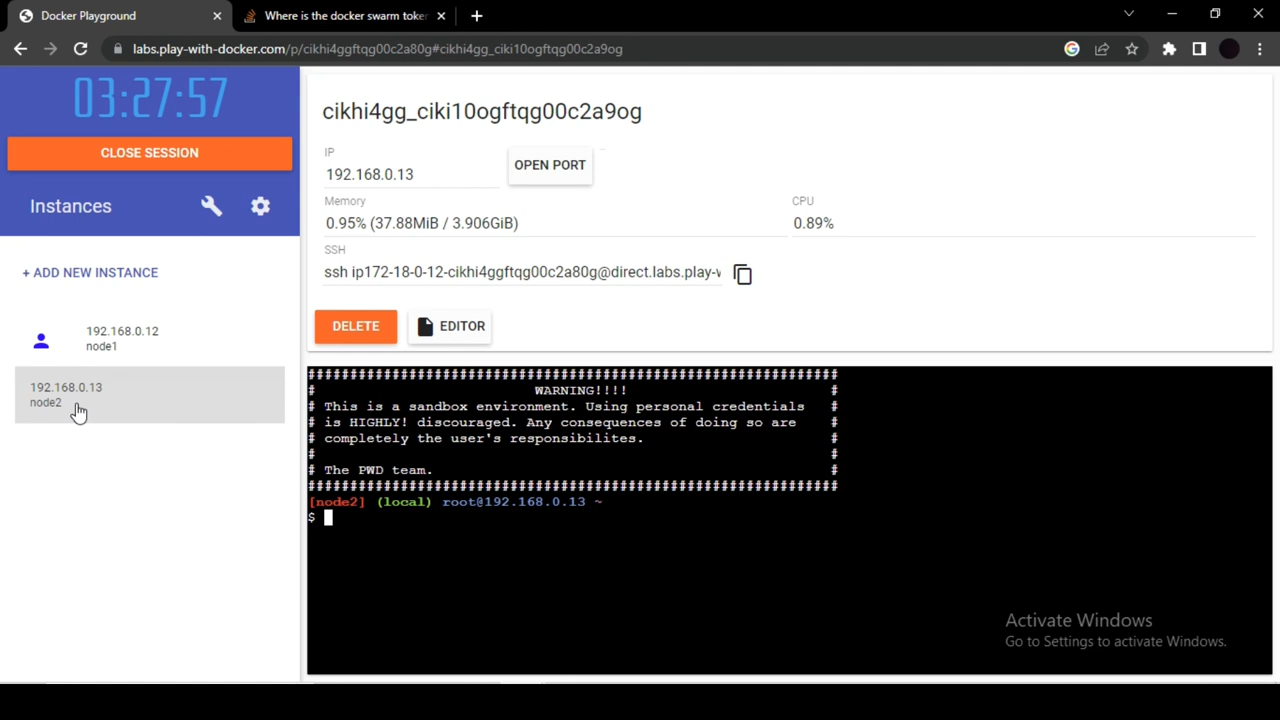 Docker Playground
Where is the docker swarm toke
labs.play-with-docker.com/p/cikhi4ggftqg00c2a80g#cikhi4gg_ciki10ogftqg00c2a9og
03:27:57
CLOSE SESSION
Instances
+ ADD NEW INSTANCE
192.168.0.12
node1
192.168.0.13
node2
cikhi4gg_ciki10ogftqg00c2a9og
IP
192.168.0.13
OPEN PORT
Memory
0.95% (37.88MiB / 3.906GiB)
CPU
0.89%
SSH
ssh ip172-18-0-12-cikhi4ggftqg00c2a80g@direct.labs.play-v
DELETE
EDITOR
###############################################################
# WARNING!!!! #
# This is a sandbox environment. Using personal credentials #
# is HIGHLY! discouraged. Any consequences of doing so are #
# completely the user's responsibilites. #
# #
# The PWD team. #
###############################################################
[node2] (local) root@192.168.0.13 ~
$
Activate Windows
Go to Settings to activate Windows.